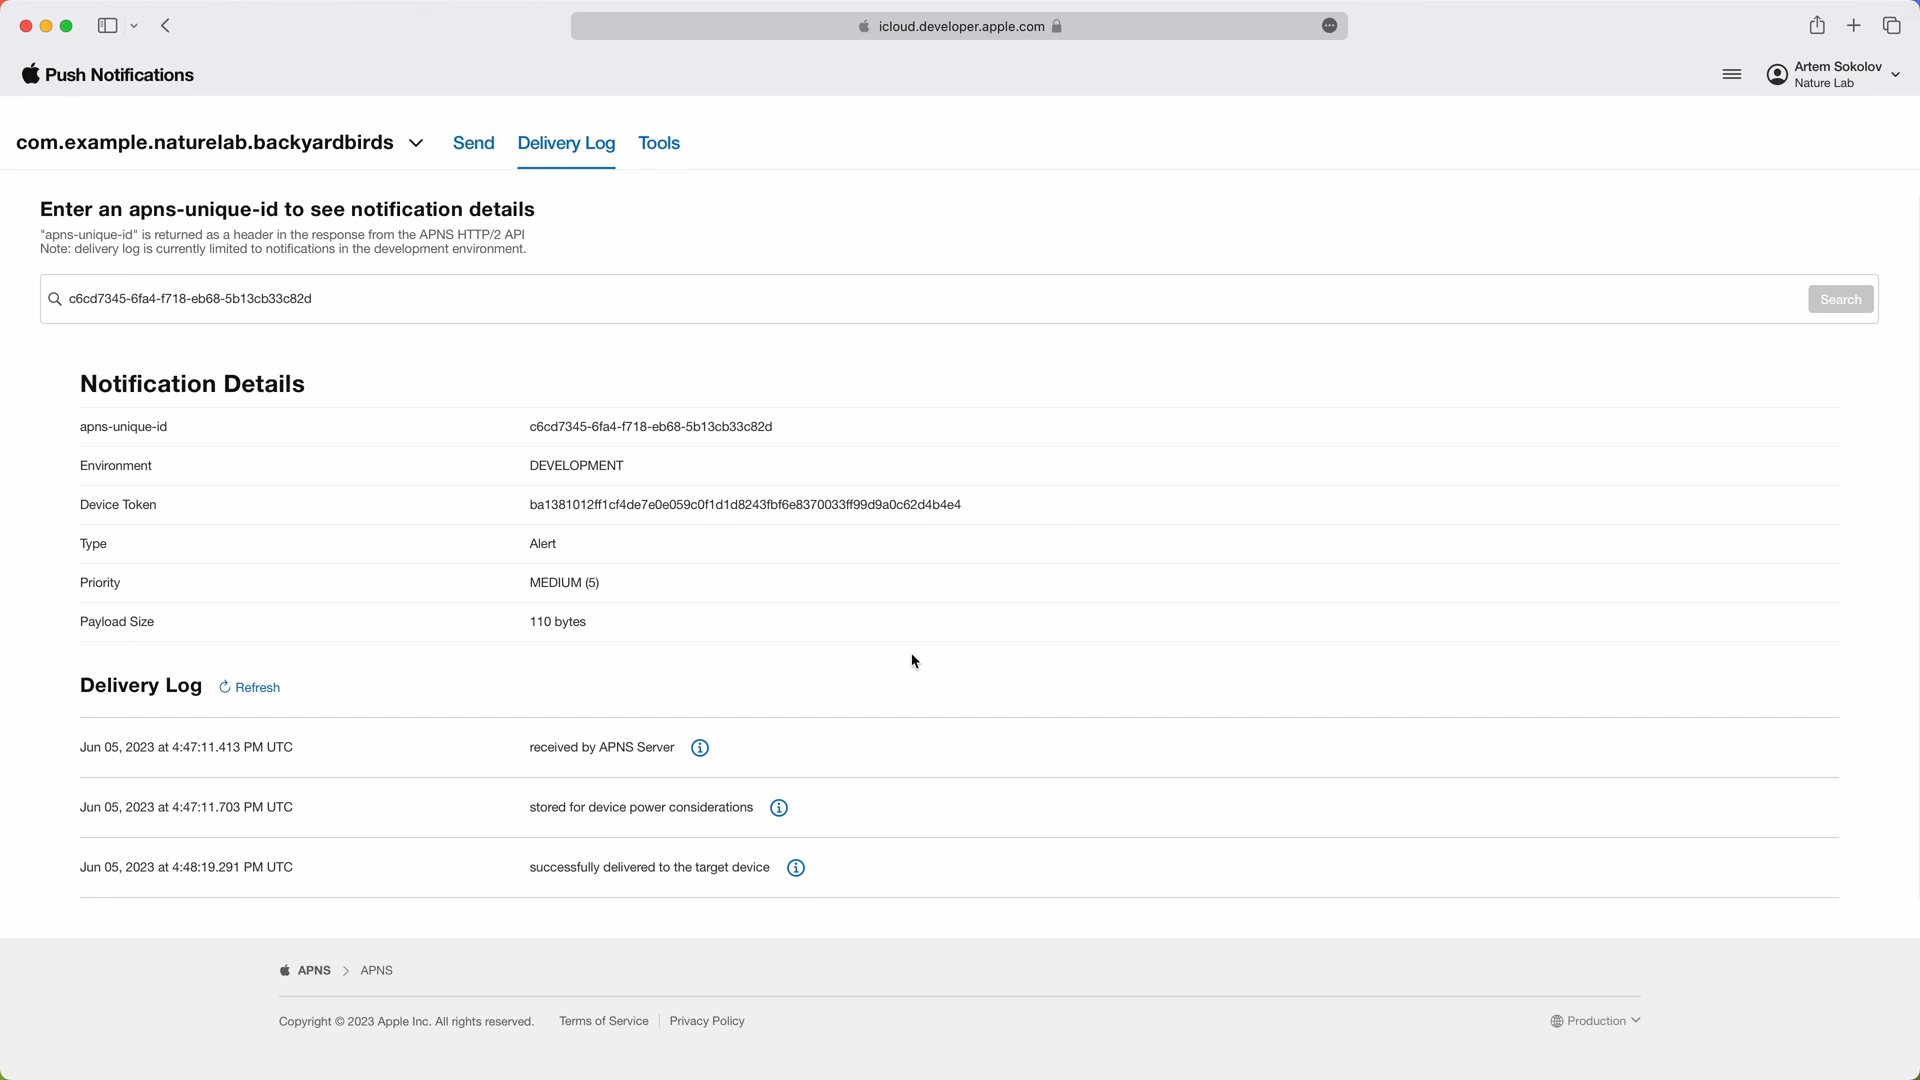 icloud.developer.apple.com
Push Notifications
Artem Sokolov
Nature Lab
com.example.naturelab.backyardbirds
Send
Delivery Log
Tools
Enter an apns-unique-id to see notification details
"apns-unique-id" is returned as a header in the response from the APNS HTTP/2 API
Note: delivery log is currently limited to notifications in the development environment.
c6cd7345-6fa4-f718-eb68-5b13cb33c82d
Search
Notification Details
apns-unique-id c6cd7345-6fa4-f718-eb68-5b13cb33c82d
Environment DEVELOPMENT
Device Token ba1381012ff1cf4de7e0e059c0f1d1d8243fbf6e8370033ff99d9a0c62d4b4e4
Type Alert
Priority MEDIUM (5)
Payload Size 110 bytes
Delivery Log Refresh
Jun 05, 2023 at 4:47:11.413 PM UTC received by APNS Server
Jun 05, 2023 at 4:47:11.703 PM UTC stored for device power considerations
Jun 05, 2023 at 4:48:19.291 PM UTC successfully delivered to the target device
APNS > APNS
Copyright © 2023 Apple Inc. All rights reserved. Terms of Service | Privacy Policy
Production